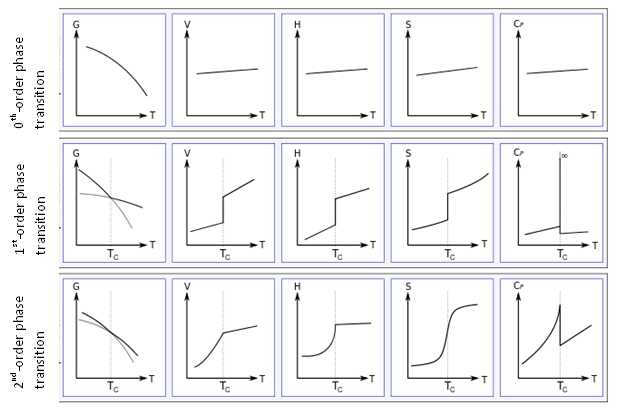 0th-order phase
transition
G V H S CP
T T T T T
1st-order phase
transition
G V H S CP
∞
TC T TC T TC T TC T TC T
2nd-order phase
transition
G V H S CP
TC T TC T TC T TC T TC T